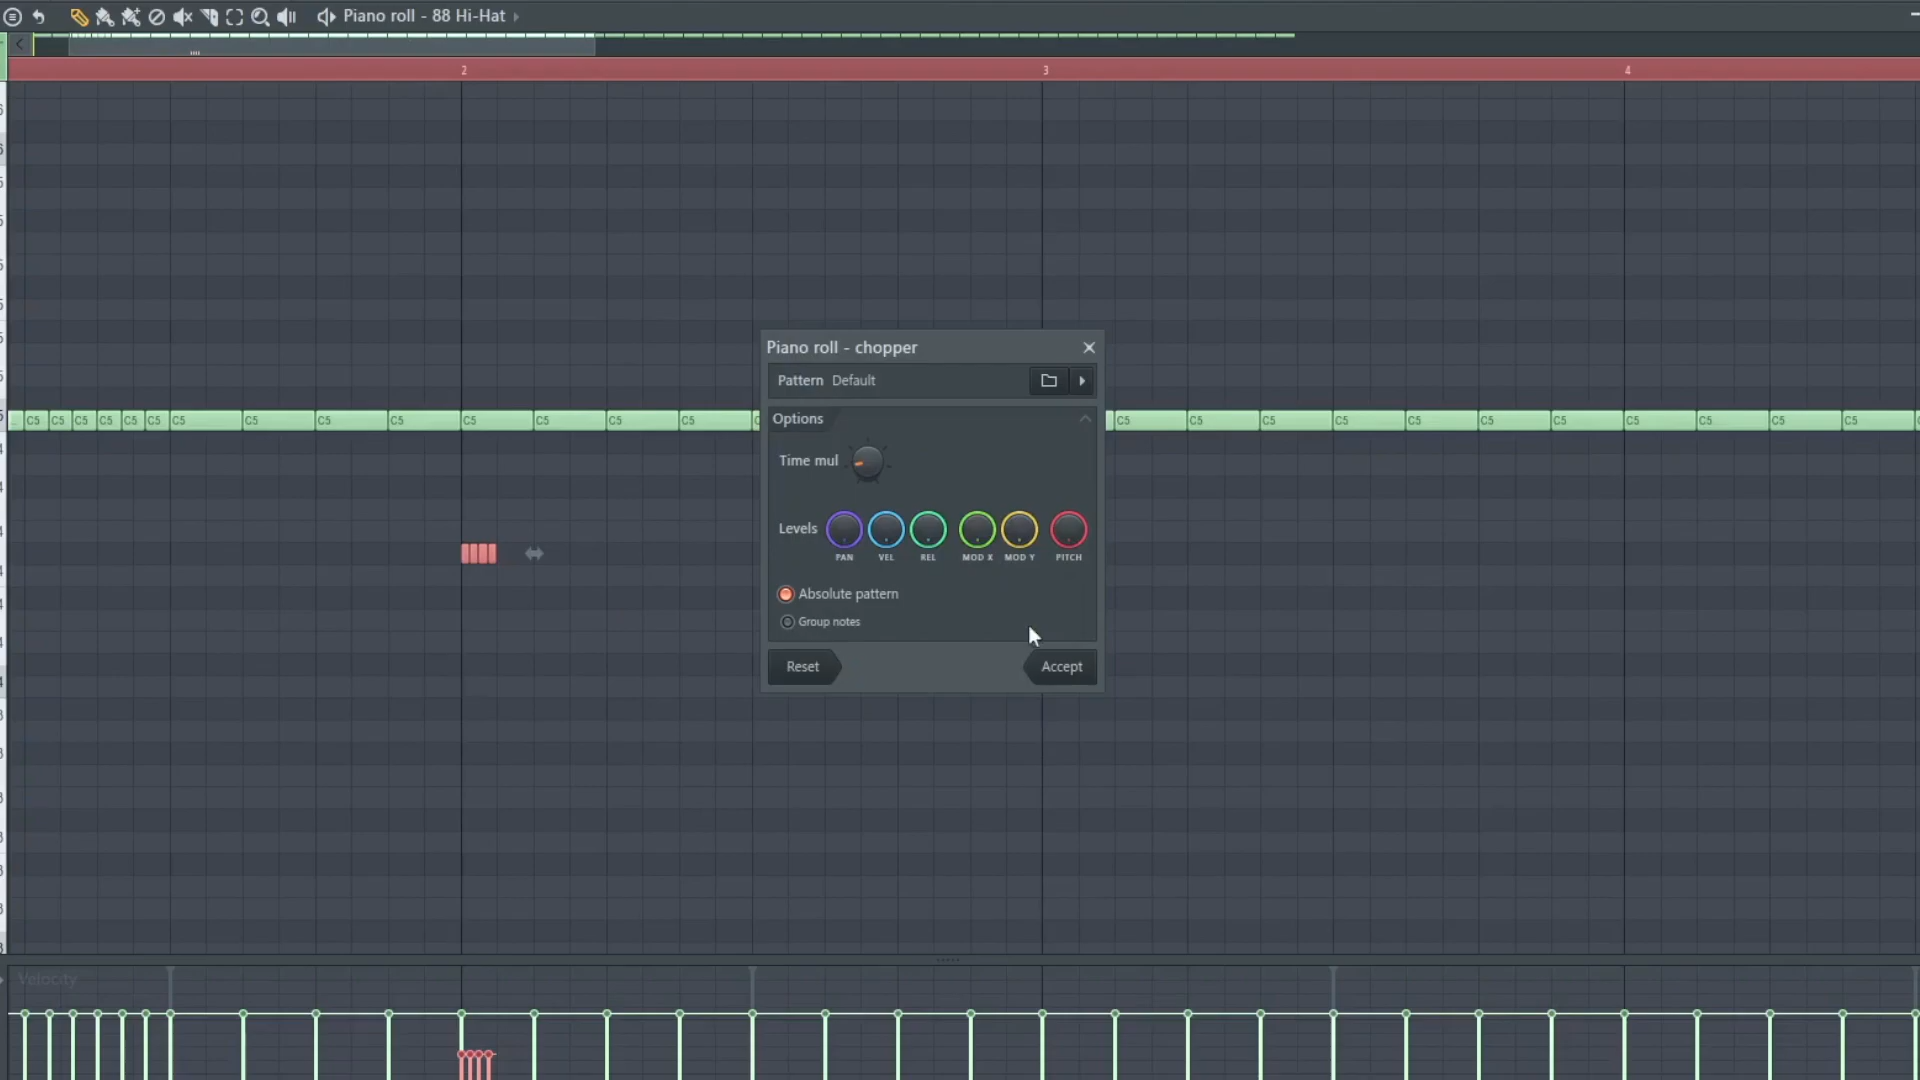 Piano roll - 88 Hi-Hat
2 3 4
Piano roll - chopper
Pattern Default
Options
C5 C5 C5 C5 C5 C5 C5 C5 C5 C5 C5 C5 C5 C5 C5 C5 C5 C5 C5 C5 C5 C5 C5 C5 C5
Time mul
Levels
PAN VEL REL MOD X MOD Y PITCH
Absolute pattern
Group notes
Reset Accept
Velocity